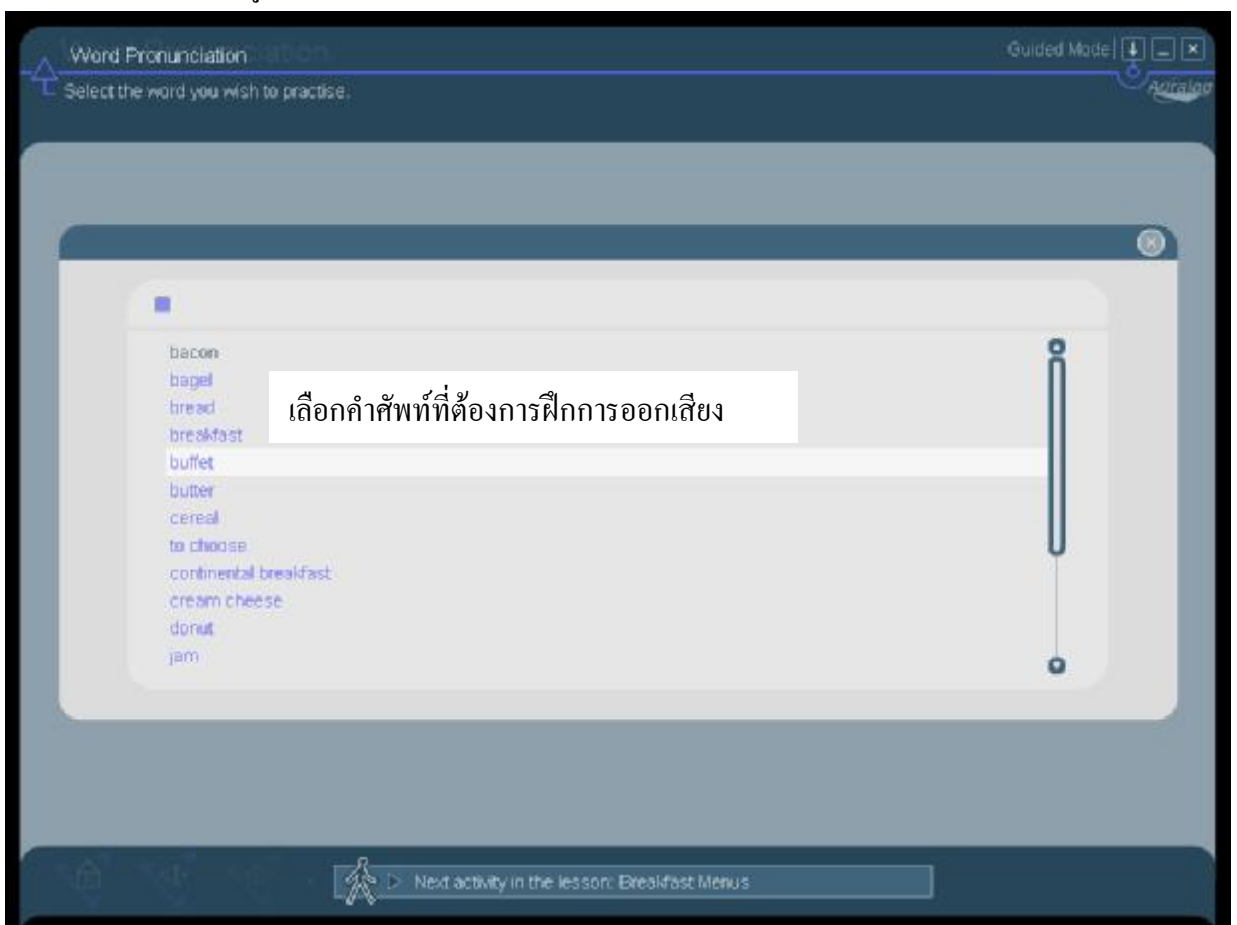 Word Pronunciation
Guided Mode
Select the word you wish to practise.
bacon
bagel
bread
เลือกคำศัพท์ที่ต้องการฝึกการออกเสียง
breakfast
buffet
butter
cereal
to choose
continental breakfast
cream cheese
donut
jam
Next activity in the lesson: Breakfast Menus